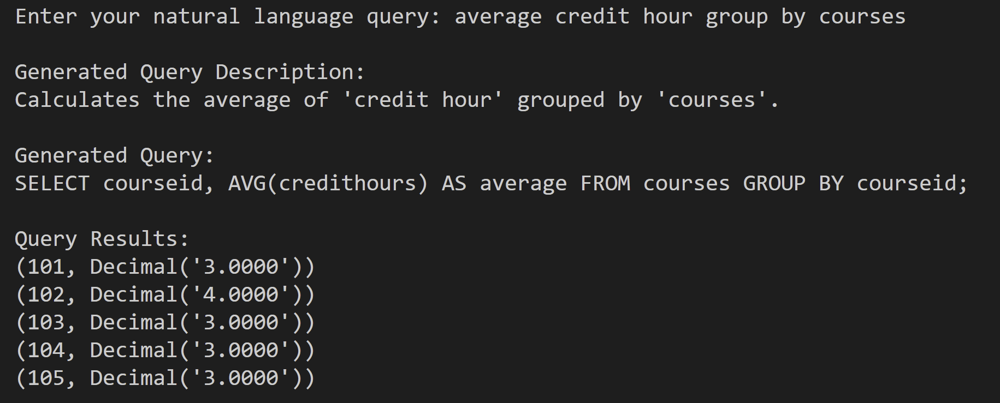 Enter your natural language query: average credit hour group by courses
Generated Query Description:
Calculates the average of 'credit hour' grouped by 'courses'.
Generated Query:
SELECT courseid, AVG(credithours) AS average FROM courses GROUP BY courseid;
Query Results:
(101, Decimal('3.0000'))
(102, Decimal('4.0000'))
(103, Decimal('3.0000'))
(104, Decimal('3.0000'))
(105, Decimal('3.0000'))